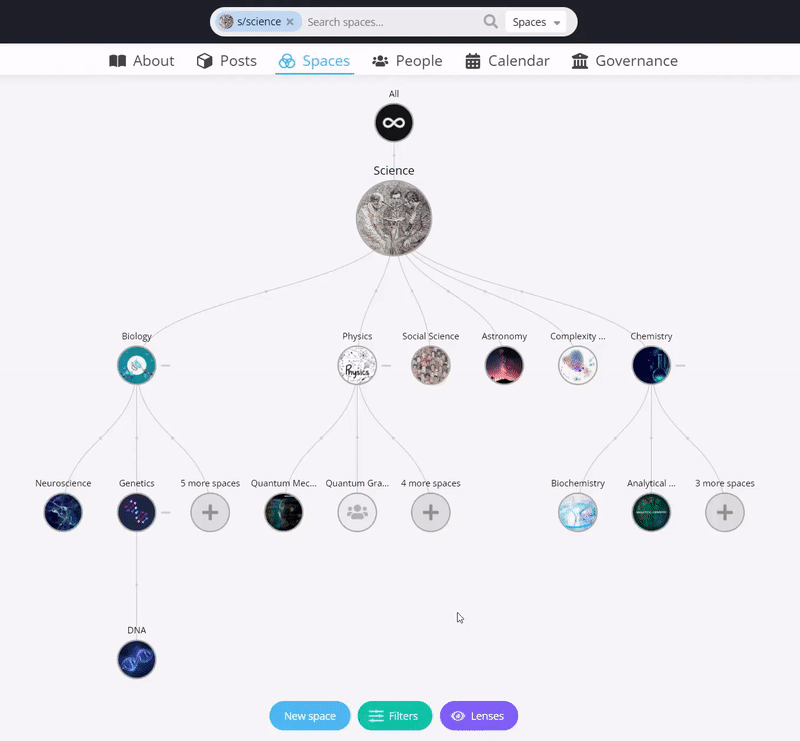 s/science
Search spaces...
Spaces
About
Posts
Spaces
People
Calendar
Governance
All
Science
Biology
Physics
Social Science
Astronomy
Complexity ...
Chemistry
Physics
Neuroscience
Genetics
5 more spaces
Quantum Mec...
Quantum Gra...
4 more spaces
Biochemistry
Analytical ...
3 more spaces
DNA
New space
Filters
Lenses